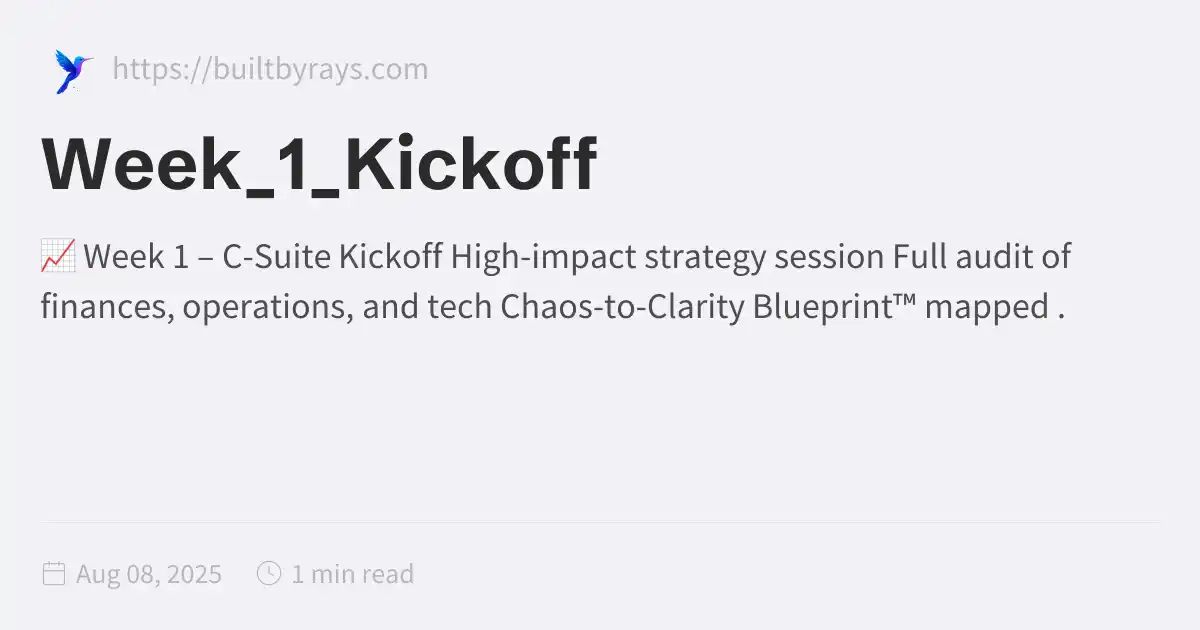 https://builtbyrays.com
Week_1_Kickoff
📈 Week 1 – C-Suite Kickoff High-impact strategy session Full audit of
finances, operations, and tech Chaos-to-Clarity Blueprint™ mapped .
Aug 08, 2025 1 min read